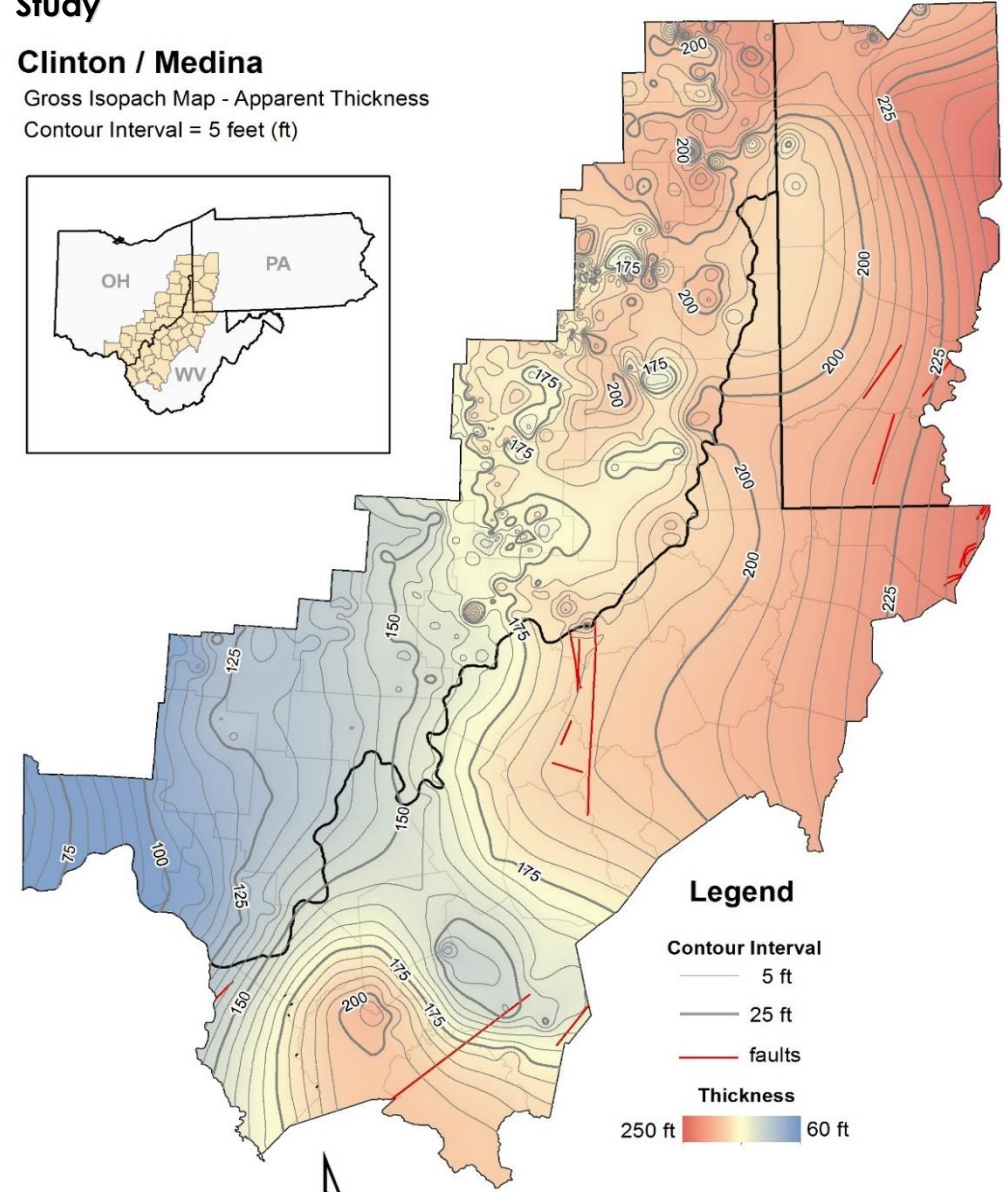 Study
Clinton / Medina
Gross Isopach Map - Apparent Thickness
Contour Interval = 5 feet (ft)
OH
PA
WV
200
225
200
175
200
200
200
175
225
200
175
175
200
200
225
175
150
125
150
175
75
100
125
150
175
200
175
Legend
Contour Interval
5 ft
25 ft
faults
Thickness
250 ft
60 ft